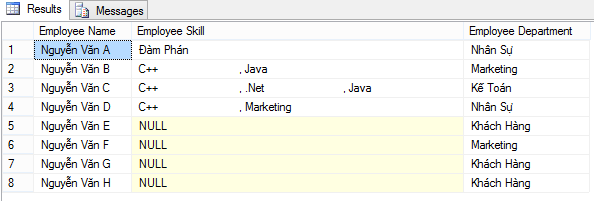 Results Messages
Employee Name Employee Skill Employee Department
1 Nguyễn Văn A Đàm Phán Nhân Sự
2 Nguyễn Văn B C++ , Java Marketing
3 Nguyễn Văn C C++ , .Net , Java Kế Toán
4 Nguyễn Văn D C++ , Marketing Nhân Sự
5 Nguyễn Văn E NULL Khách Hàng
6 Nguyễn Văn F NULL Marketing
7 Nguyễn Văn G NULL Khách Hàng
8 Nguyễn Văn H NULL Khách Hàng